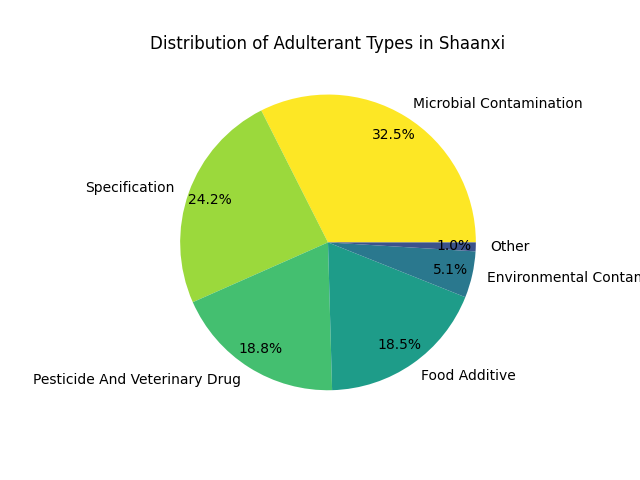 Distribution of Adulterant Types in Shaanxi
Microbial Contamination
32.5%
Specification
24.2%
Pesticide And Veterinary Drug
18.8%
Food Additive
18.5%
Environmental
5.1%
Other
1.0%